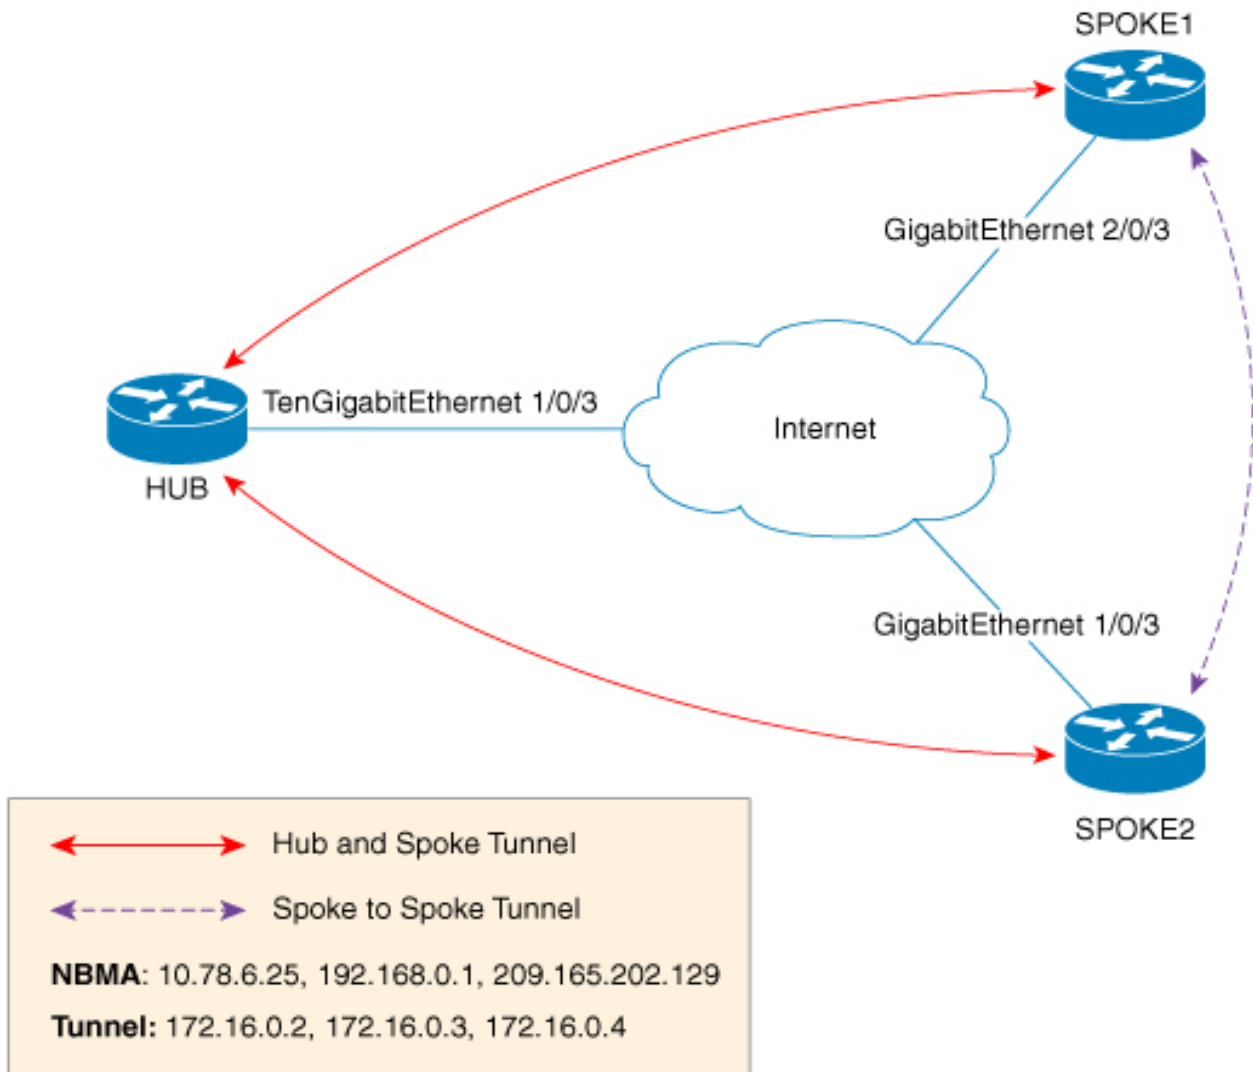 SPOKE1
GigabitEthernet 2/0/3
TenGigabitEthernet 1/0/3
Internet
HUB
GigabitEthernet 1/0/3
SPOKE2
Hub and Spoke Tunnel
Spoke to Spoke Tunnel
NBMA: 10.78.6.25, 192.168.0.1, 209.165.202.129
Tunnel: 172.16.0.2, 172.16.0.3, 172.16.0.4